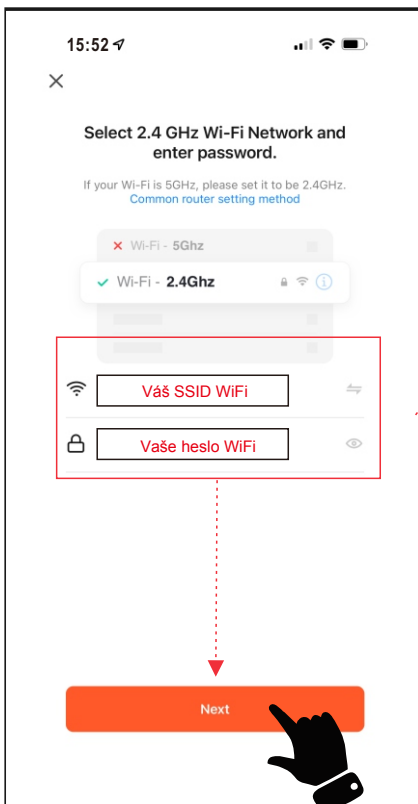 15:52
Select 2.4 GHz Wi-Fi Network and
enter password.
If your Wi-Fi is 5GHz, please set it to be 2.4GHz.
Common router setting method
Wi-Fi - 5Ghz
Wi-Fi - 2.4Ghz
Váš SSID WiFi
Vaše heslo WiFi
Next